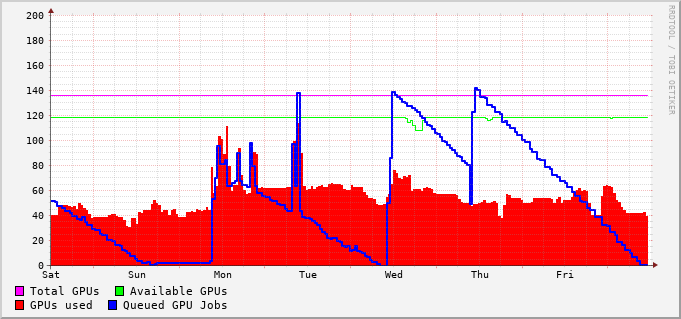 200
180
160
140
120
100
80
60
40
20
0
Sat Sun Mon Tue Wed Thu Fri
Total GPUs Available GPUs
GPUs used Queued GPU Jobs
RRDTOOL / TOBI OETIKER